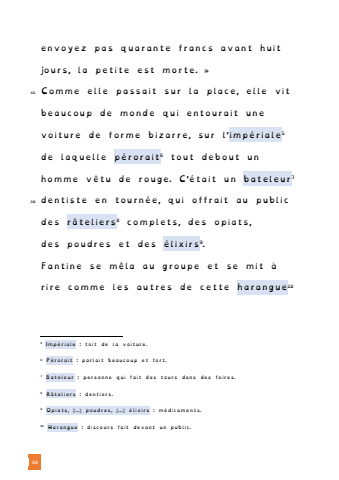 envoyez pas quarante francs avant huit
jours, la petite est morte. »
45 Comme elle passait sur la place, elle vit
beaucoup de monde qui entourait une
voiture de forme bizarre, sur l'impériale⁵
de laquelle pérorait⁶ tout debout un
homme vêtu de rouge. C'était un bateleur⁷
50 dentiste en tournée, qui offrait au public
des râteliers⁸ complets, des opiats,
des poudres et des élixirs⁹.
Fantine se mêla au groupe et se mit à
rire comme les autres de cette harangue¹⁰
⁵ Impériale : toit de la voiture.
⁶ Pérorait : parlait beaucoup et fort.
⁷ Bateleur : personne qui fait des tours dans des foires.
⁸ Râteliers : dentiers.
⁹ Opiats, (...) poudres, (...) élixirs : médicaments.
¹⁰ Harangue : discours fait devant un public.